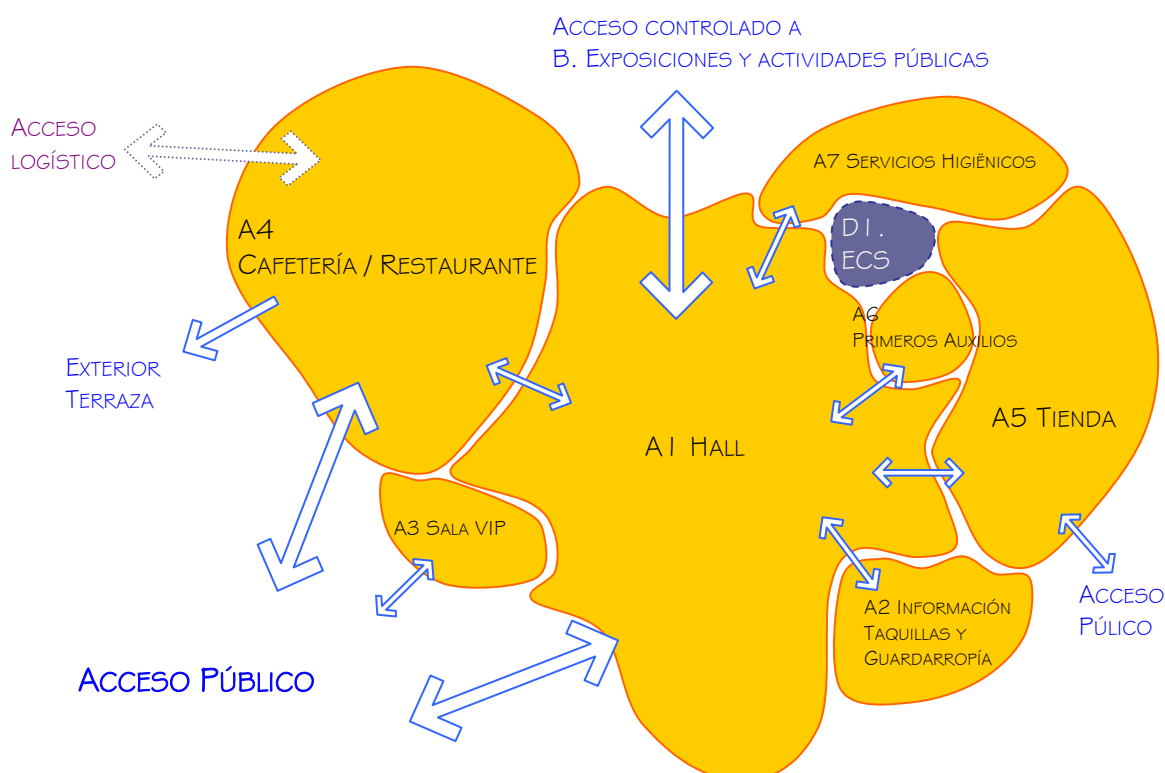 Acceso controlado a
B. Exposiciones y actividades públicas
Acceso
logístico
A7 Servicios Higiënicos
A4
Cafetería / Restaurante
D1.
ECS
A6
Primeros Auxilios
Exterior
Terraza
A1 Hall
A5 Tienda
A3 Sala VIP
A2 Información
Taquillas y
Guardarropía
Acceso
Púlico
Acceso Público